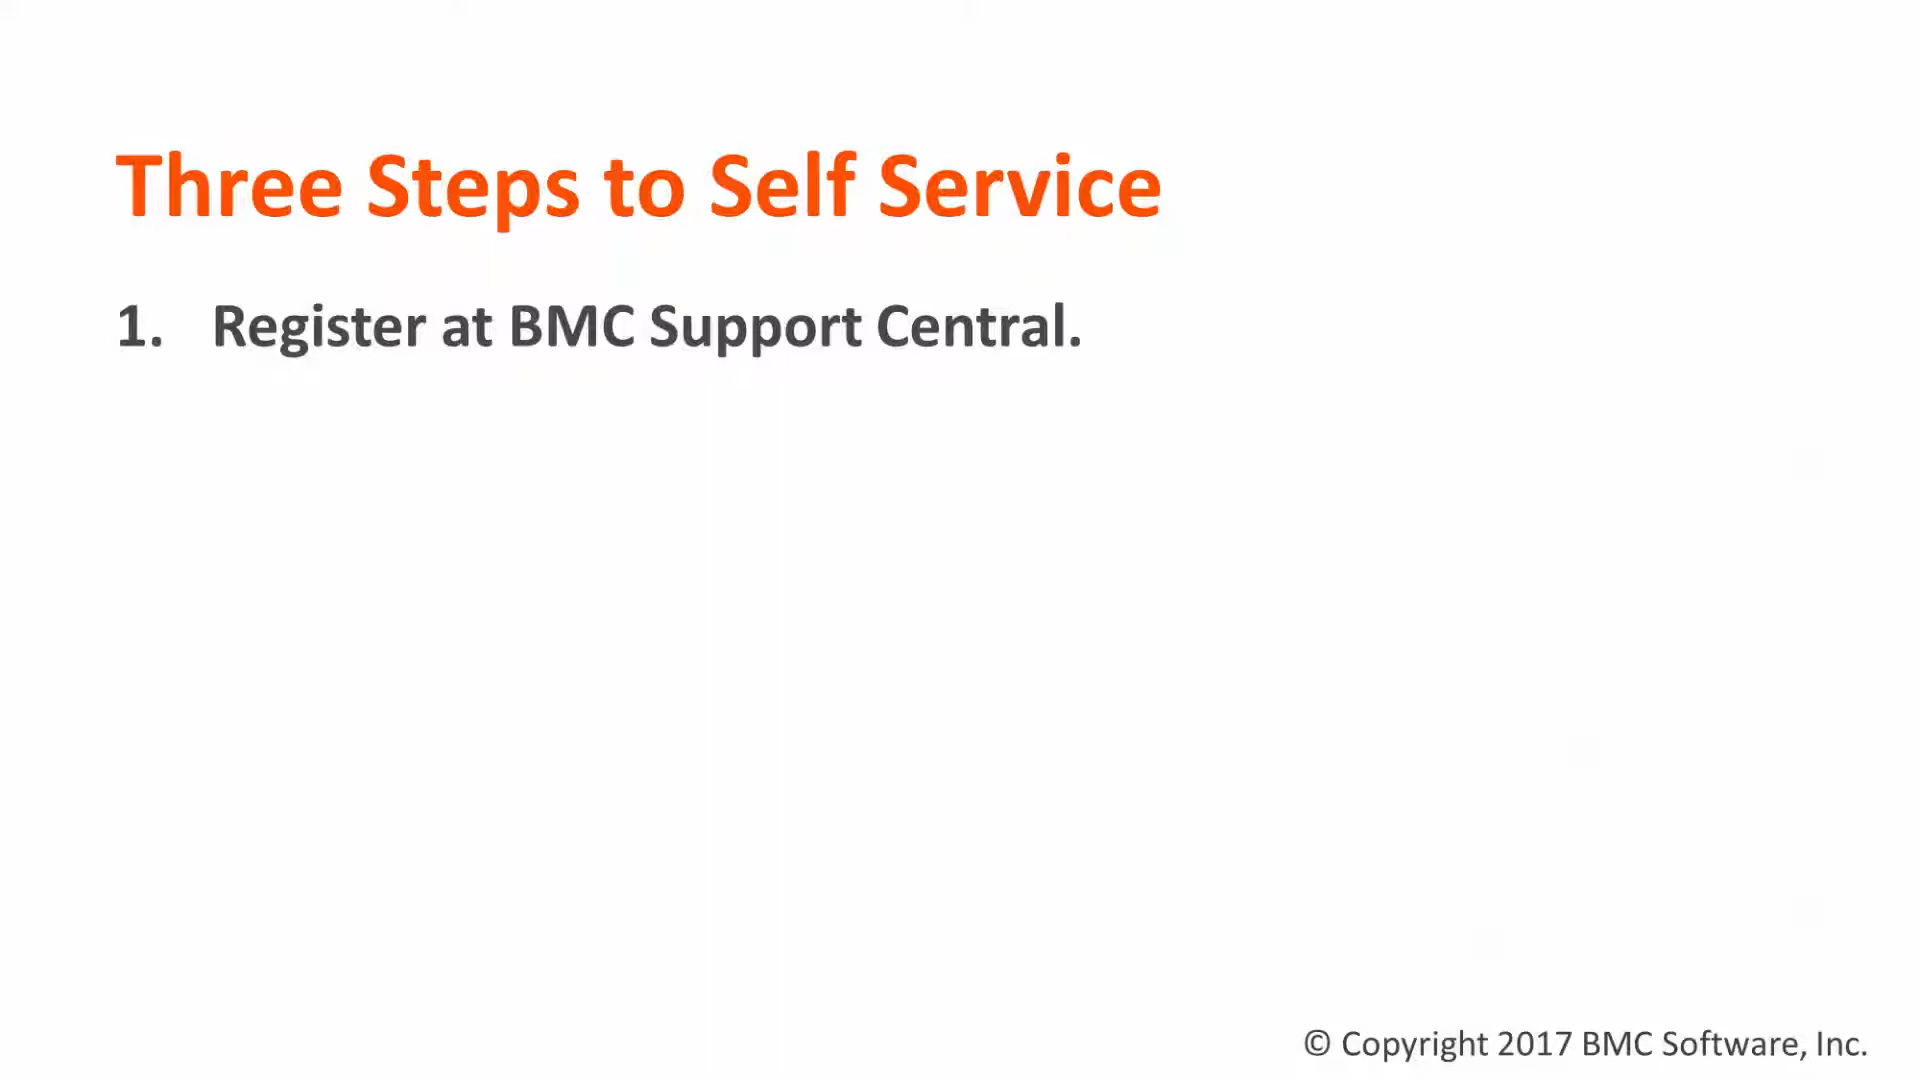 Three Steps to Self Service
1. Register at BMC Support Central.
© Copyright 2017 BMC Software, Inc.